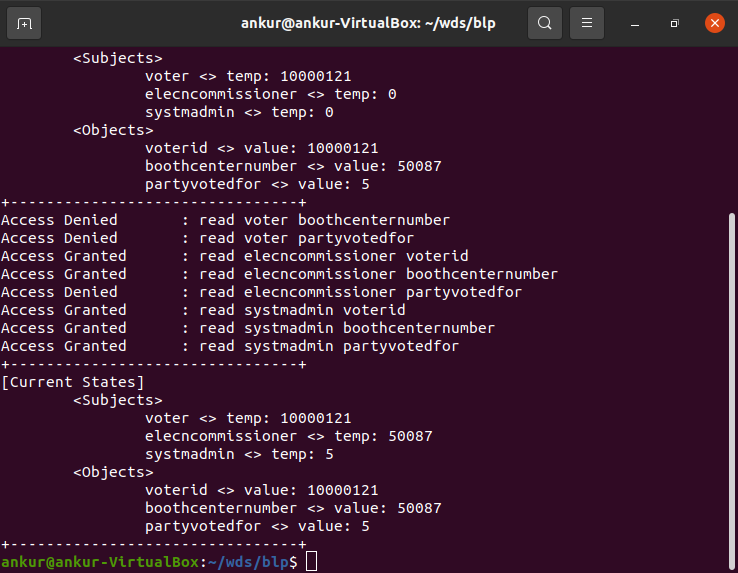 ankur@ankur-VirtualBox: ~/wds/blp
<Subjects>
voter <> temp: 10000121
elecncommissioner <> temp: 0
systmadmin <> temp: 0
<Objects>
voterid <> value: 10000121
boothcenternumber <> value: 50087
partyvotedfor <> value: 5
+--------------------------------+
Access Denied       : read voter boothcenternumber
Access Denied       : read voter partyvotedfor
Access Granted      : read elecncommissioner voterid
Access Granted      : read elecncommissioner boothcenternumber
Access Denied       : read elecncommissioner partyvotedfor
Access Granted      : read systmadmin voterid
Access Granted      : read systmadmin boothcenternumber
Access Granted      : read systmadmin partyvotedfor
+--------------------------------+
[Current States]
<Subjects>
voter <> temp: 10000121
elecncommissioner <> temp: 50087
systmadmin <> temp: 5
<Objects>
voterid <> value: 10000121
boothcenternumber <> value: 50087
partyvotedfor <> value: 5
+--------------------------------+
ankur@ankur-VirtualBox:~/wds/blp$